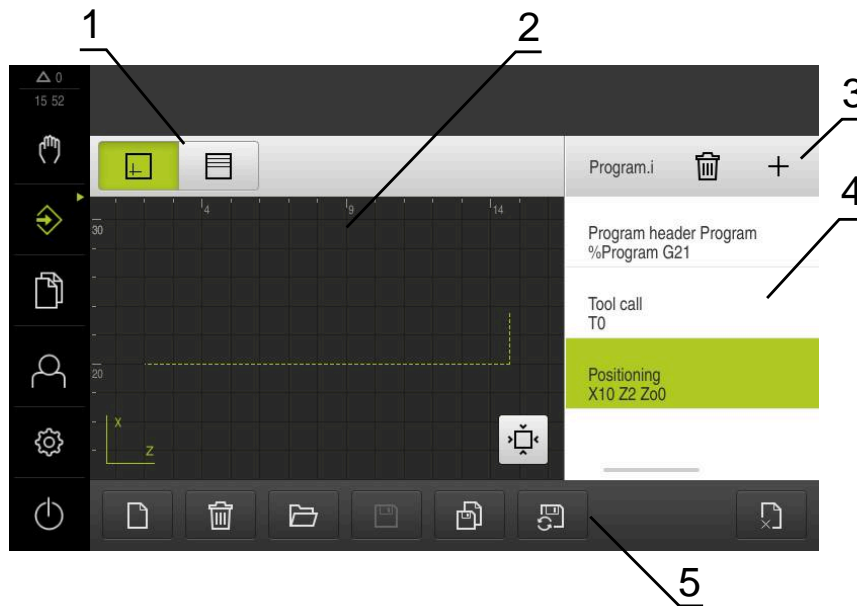 1
2
3
4
5
0
15 52
Program.i
4
9
14
30
20
X
Z
Program header Program
%Program G21
Tool call
T0
Positioning
X10 Z2 Zo0